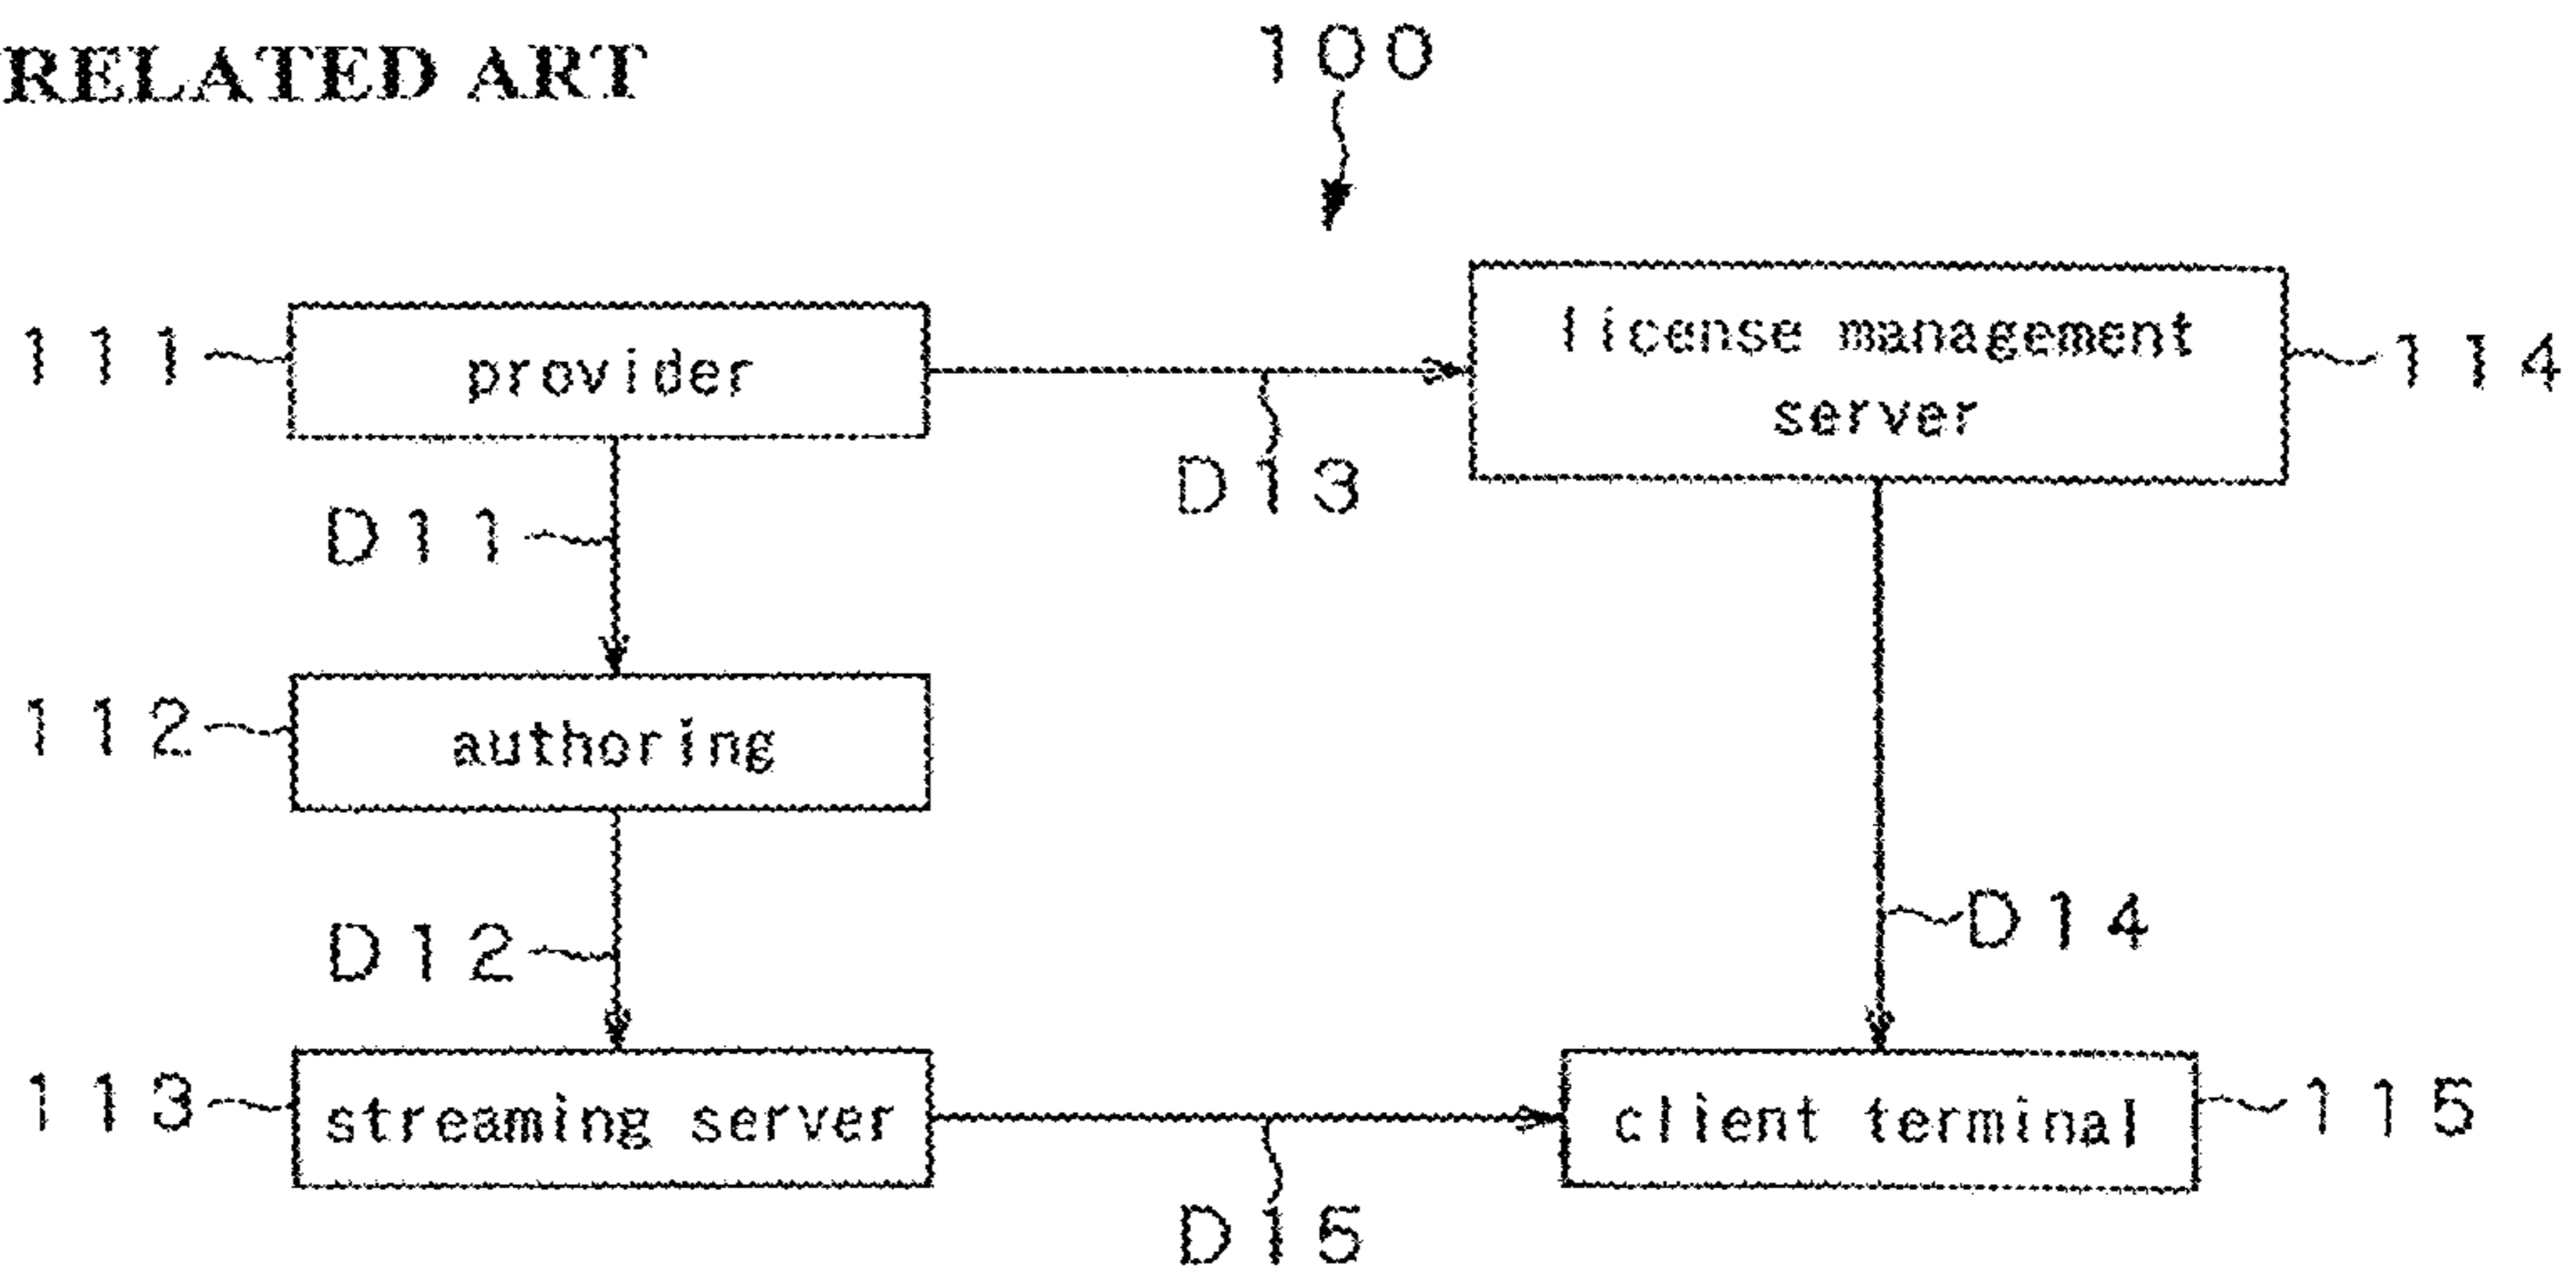 RELATED ART
100
111
provider
license management
server
114
D13
D11
112
authoring
D14
D12
113
streaming server
client terminal
115
D15